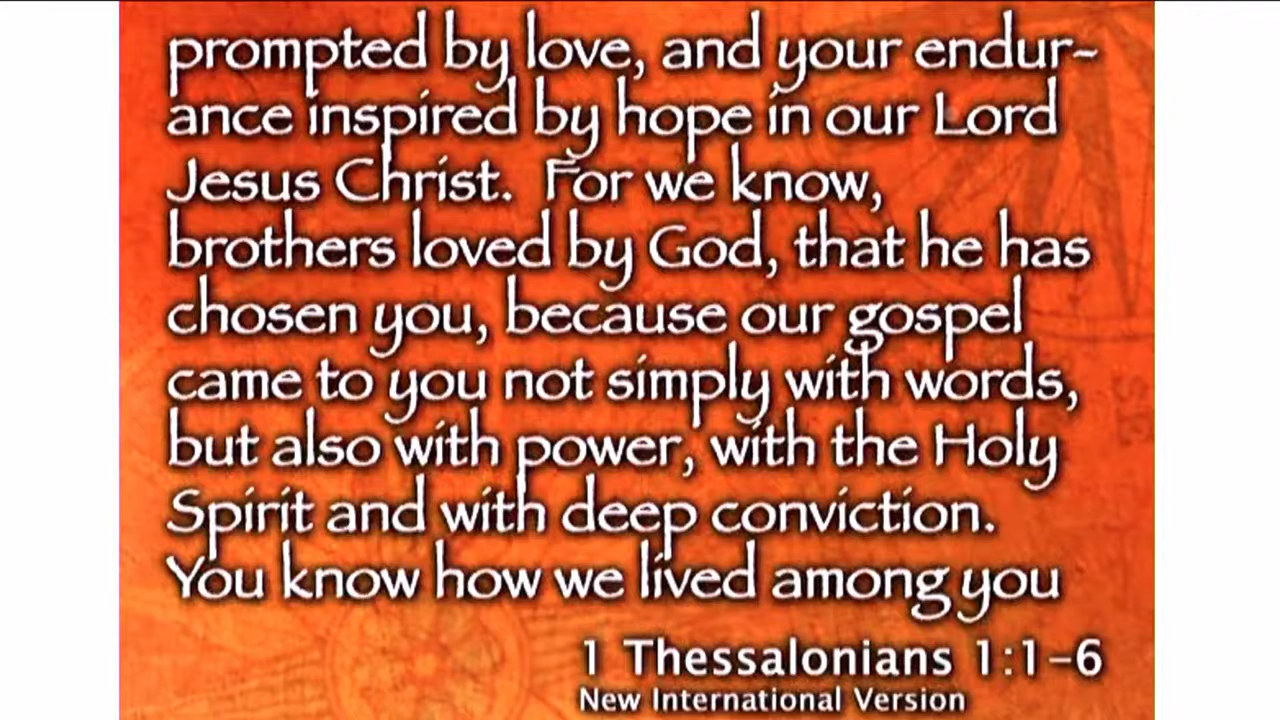 prompted by love, and your endur-
ance inspired by hope in our Lord
Jesus Christ. For we know,
brothers loved by God, that he has
chosen you, because our gospel
came to you not simply with words,
but also with power, with the Holy
Spirit and with deep conviction.
You know how we lived among you
1 Thessalonians 1:1-6
New International Version